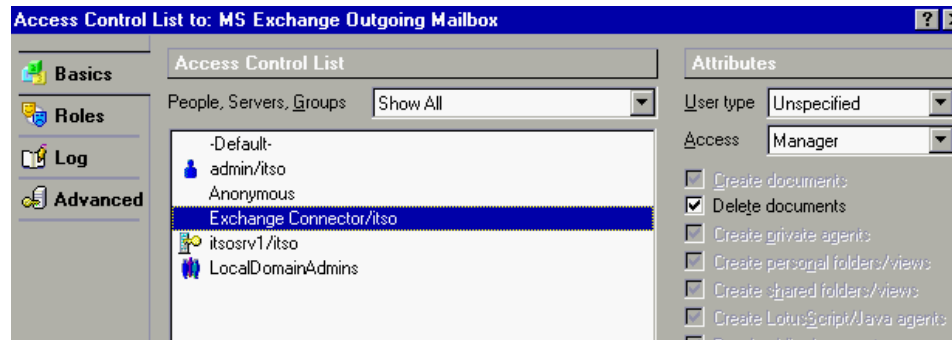 Access Control List to: MS Exchange Outgoing Mailbox
Basics
Roles
Log
Advanced
Access Control List
People, Servers, Groups Show All
-Default-
admin/itso
Anonymous
Exchange Connector/itso
itsosrv1/itso
LocalDomainAdmins
Attributes
User type Unspecified
Access Manager
Create documents
Delete documents
Create private agents
Create personal folders/views
Create shared folders/views
Create LotusScript/Java agents